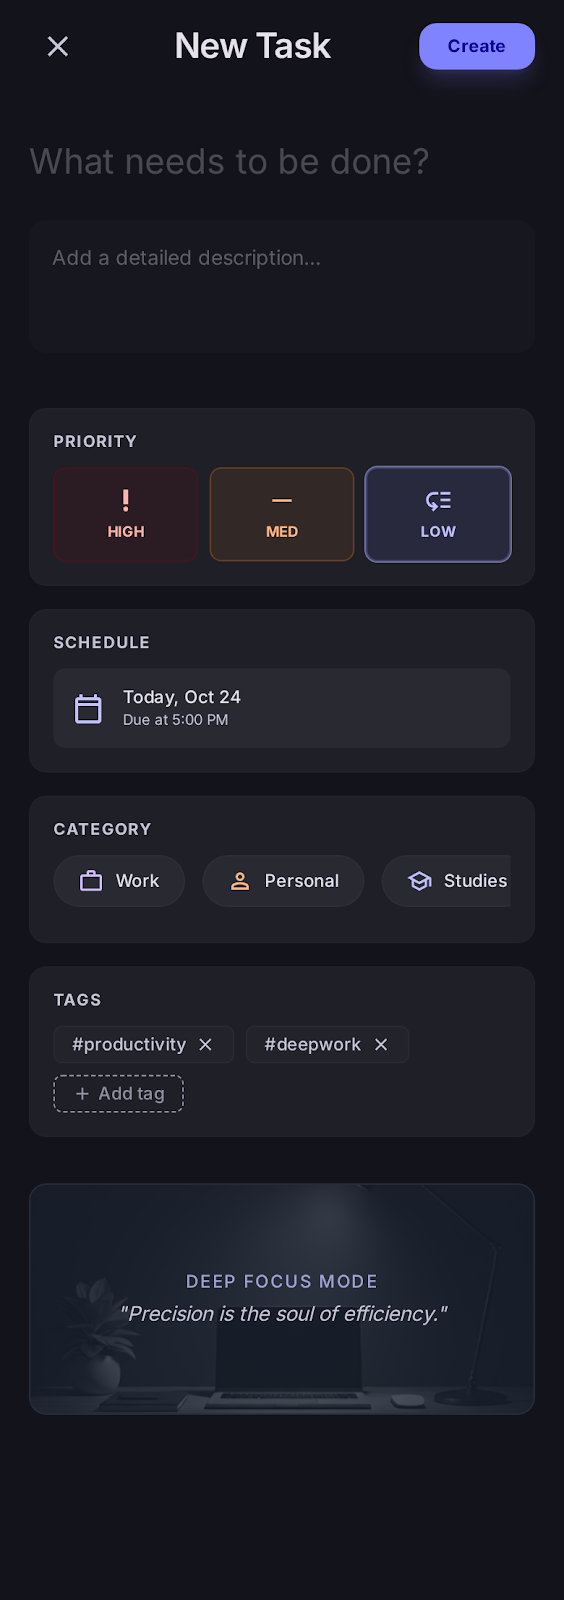 New Task
Create
What needs to be done?
Add a detailed description...
PRIORITY
HIGH
MED
LOW
SCHEDULE
Today, Oct 24
Due at 5:00 PM
CATEGORY
Work
Personal
Studies
TAGS
#productivity
#deepwork
+ Add tag
DEEP FOCUS MODE
"Precision is the soul of efficiency."